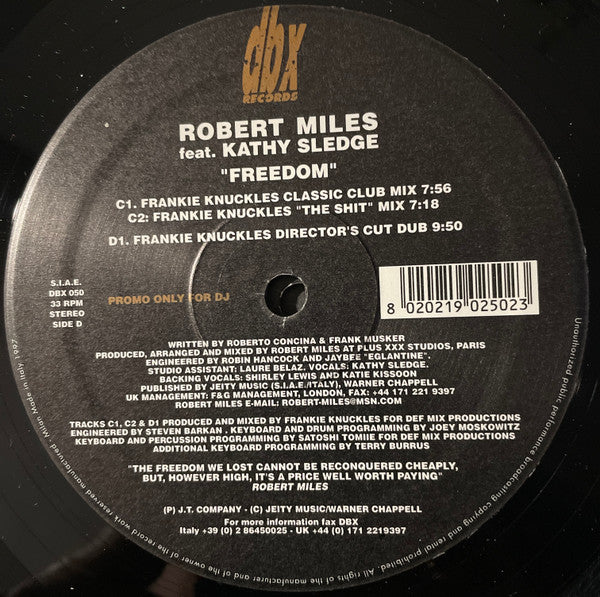 dbx
RECORDS
ROBERT MILES
feat. KATHY SLEDGE
"FREEDOM"
C1. FRANKIE KNUCKLES CLASSIC CLUB MIX 7:56
C2: FRANKIE KNUCKLES "THE SHIT" MIX 7:18
D1. FRANKIE KNUCKLES DIRECTOR'S CUT DUB 9:50
S.I.A.E.
DBX 050
33 RPM
STEREO
SIDE D
PROMO ONLY FOR DJ
8 020219 025023
WRITTEN BY ROBERTO CONCINA & FRANK MUSKER
PRODUCED, ARRANGED AND MIXED BY ROBERT MILES AT PLUS XXX STUDIOS, PARIS
ENGINEERED BY ROBIN HANCOCK AND JAYBEE "EGLANTINE".
STUDIO ASSISTANT: LAURE BELAZ. VOCALS: KATHY SLEDGE.
BACKING VOCALS: SHIRLEY LEWIS AND KATIE KISSOON
PUBLISHED BY JEITY MUSIC (S.I.A.E./ITALY), WARNER CHAPPELL
UK MANAGEMENT: F&G MANAGEMENT, LONDON, FAX: +44 171 221 9397
ROBERT MILES E-MAIL: ROBERT-MILES@MSN.COM
TRACKS C1, C2 & D1 PRODUCED AND MIXED BY FRANKIE KNUCKLES FOR DEF MIX PRODUCTIONS
ENGINEERED BY STEVEN BARKAN . KEYBOARD AND DRUM PROGRAMMING BY JOEY MOSKOWITZ
KEYBOARD AND PERCUSSION PROGRAMMING BY SATOSHI TOMIIE FOR DEF MIX PRODUCTIONS
ADDITIONAL KEYBOARD PROGRAMMING BY TERRY BURRUS
"THE FREEDOM WE LOST CANNOT BE RECONQUERED CHEAPLY,
BUT, HOWEVER HIGH, IT'S A PRICE WELL WORTH PAYING"
ROBERT MILES
(P) J.T. COMPANY - (C) JEITY MUSIC/WARNER CHAPPELL
For more information fax DBX
Italy +39 (0) 2 86450025 - UK +44 (0) 171 2219397
Unauthorized public performance broadcasting and copying and rental prohibited. All rights of the manufacturer and of the owner of the record work reserved manufactured Milan Made in Italy 1997